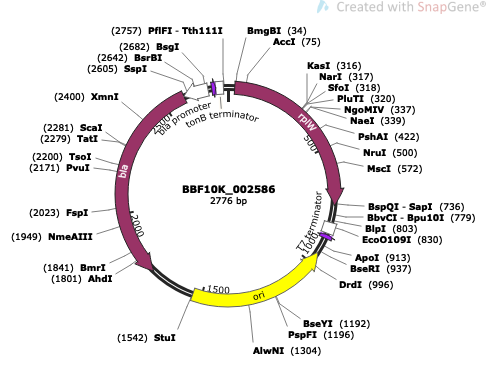 Created with SnapGene®
(2757) PflFI - Tth111I
(2682) BsgI
(2642) BsrBI
(2605) SspI
(2400) XmnI
(2281) ScaI
(2279) TatI
(2200) TsoI
(2171) PvuI
(2023) FspI
(1949) NmeAIII
(1841) BmrI
(1801) AhdI
(1542) StuI
BmgBI (34)
AccI (75)
KasI (316)
NarI (317)
SfoI (318)
PluTI (320)
NgoMIV (337)
NaeI (339)
PshAI (422)
NruI (500)
MscI (572)
BspQI - SapI (736)
BbvCI - Bpu10I (779)
BlpI (803)
EcoO109I (830)
ApoI (913)
BseRI (937)
DrdI (996)
BseYI (1192)
PspFI (1196)
AlwNI (1304)
bla promoter
tonB terminator
rplW
T7 terminator
bla
ori
500
1000
1500
2000
2500
BBF10K_002586
2776 bp